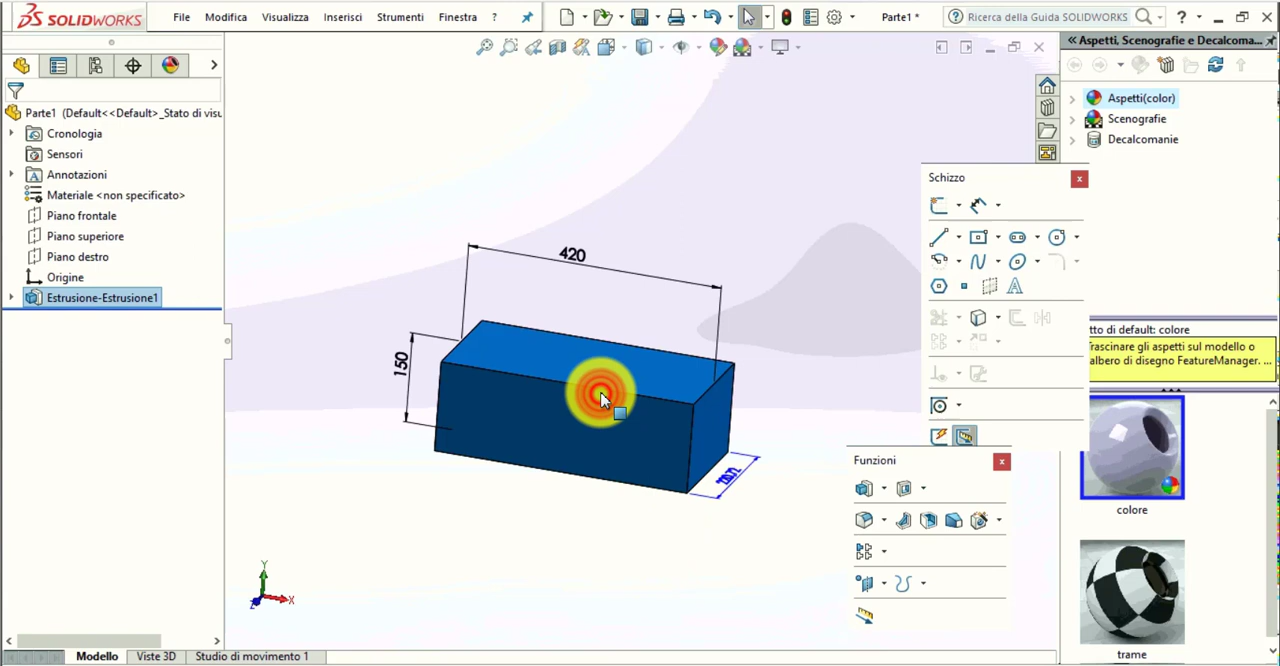 SOLIDWORKS
File
Modifica
Visualizza
Inserisci
Strumenti
Finestra
?
Parte1 *
Ricerca della Guida SOLIDWORKS
?
Aspetti, Scenografie e Decalcoma...
Parte1 (Default<<Default>_Stato di visu
Cronologia
Sensori
Annotazioni
Materiale <non specificato>
Piano frontale
Piano superiore
Piano destro
Origine
Estrusione-Estrusione1
420
150
Y
X
Z
Aspetti(color)
Scenografie
Decalcomanie
Schizzo
Funzioni
tto di default: colore
Trascinare gli aspetti sul modello o
albero di disegno FeatureManager. ...
colore
trame
Modello
Viste 3D
Studio di movimento 1